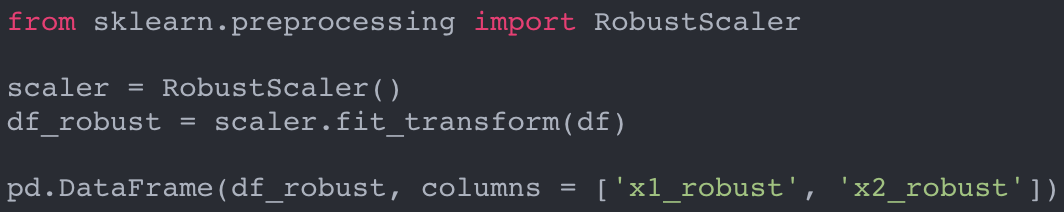 from sklearn.preprocessing import RobustScaler
scaler = RobustScaler()
df_robust = scaler.fit_transform(df)
pd.DataFrame(df_robust, columns = ['x1_robust', 'x2_robust'])